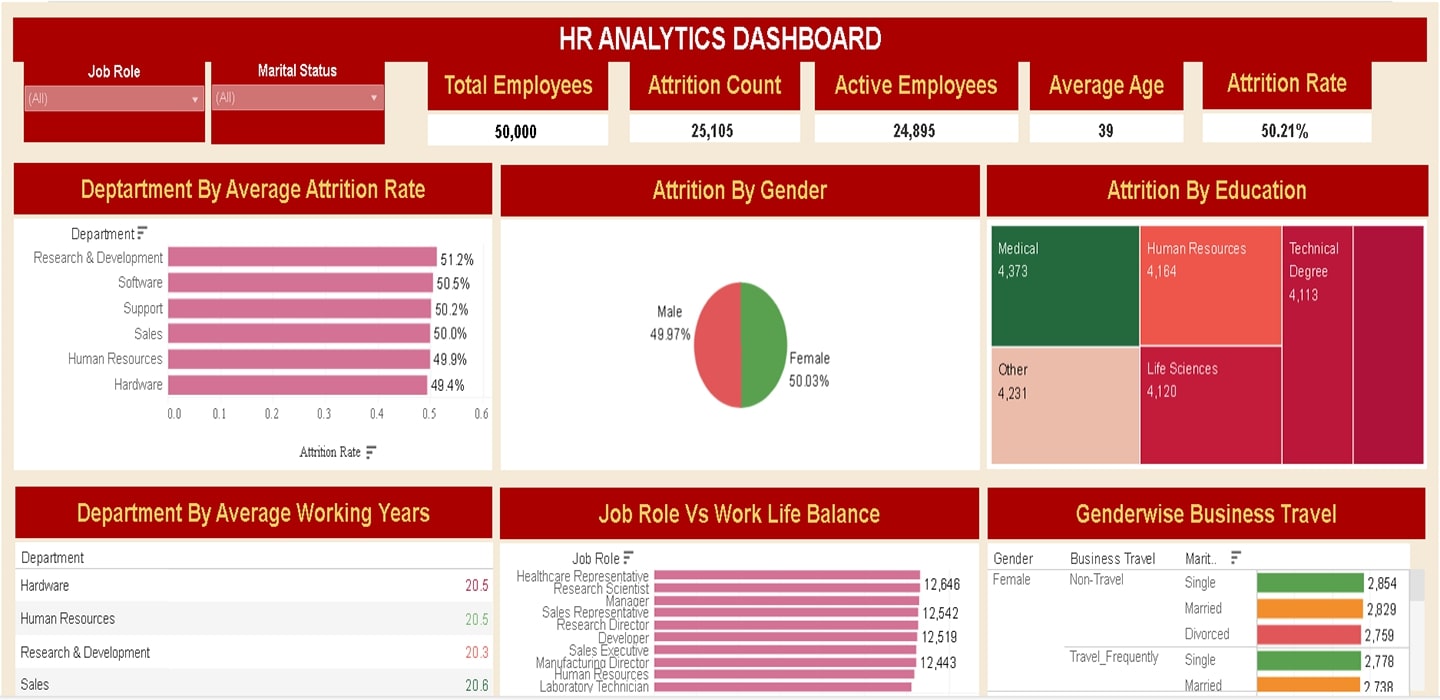 HR ANALYTICS DASHBOARD
Job Role
(All)
Marital Status
(All)
Total Employees
50,000
Attrition Count
25,105
Active Employees
24,895
Average Age
39
Attrition Rate
50.21%
Deptartment By Average Attrition Rate
Department
Research & Development 51.2%
Software 50.5%
Support 50.2%
Sales 50.0%
Human Resources 49.9%
Hardware 49.4%
0.0 0.1 0.2 0.3 0.4 0.5 0.6
Attrition Rate
Attrition By Gender
Male
49.97%
Female
50.03%
Attrition By Education
Medical
4,373
Human Resources
4,164
Technical
Degree
4,113
Other
4,231
Life Sciences
4,120
Department By Average Working Years
Department
Hardware 20.5
Human Resources 20.5
Research & Development 20.3
Sales 20.6
Job Role Vs Work Life Balance
Job Role
Healthcare Representative 12,646
Research Scientist
Manager
Sales Representative 12,542
Research Director
Developer 12,519
Sales Executive
Manufacturing Director 12,443
Human Resources
Laboratory Technician
Genderwise Business Travel
Gender Business Travel Marit..
Female Non-Travel Single 2,854
Married 2,829
Divorced 2,759
Travel_Frequently Single 2,778
Married 2,738